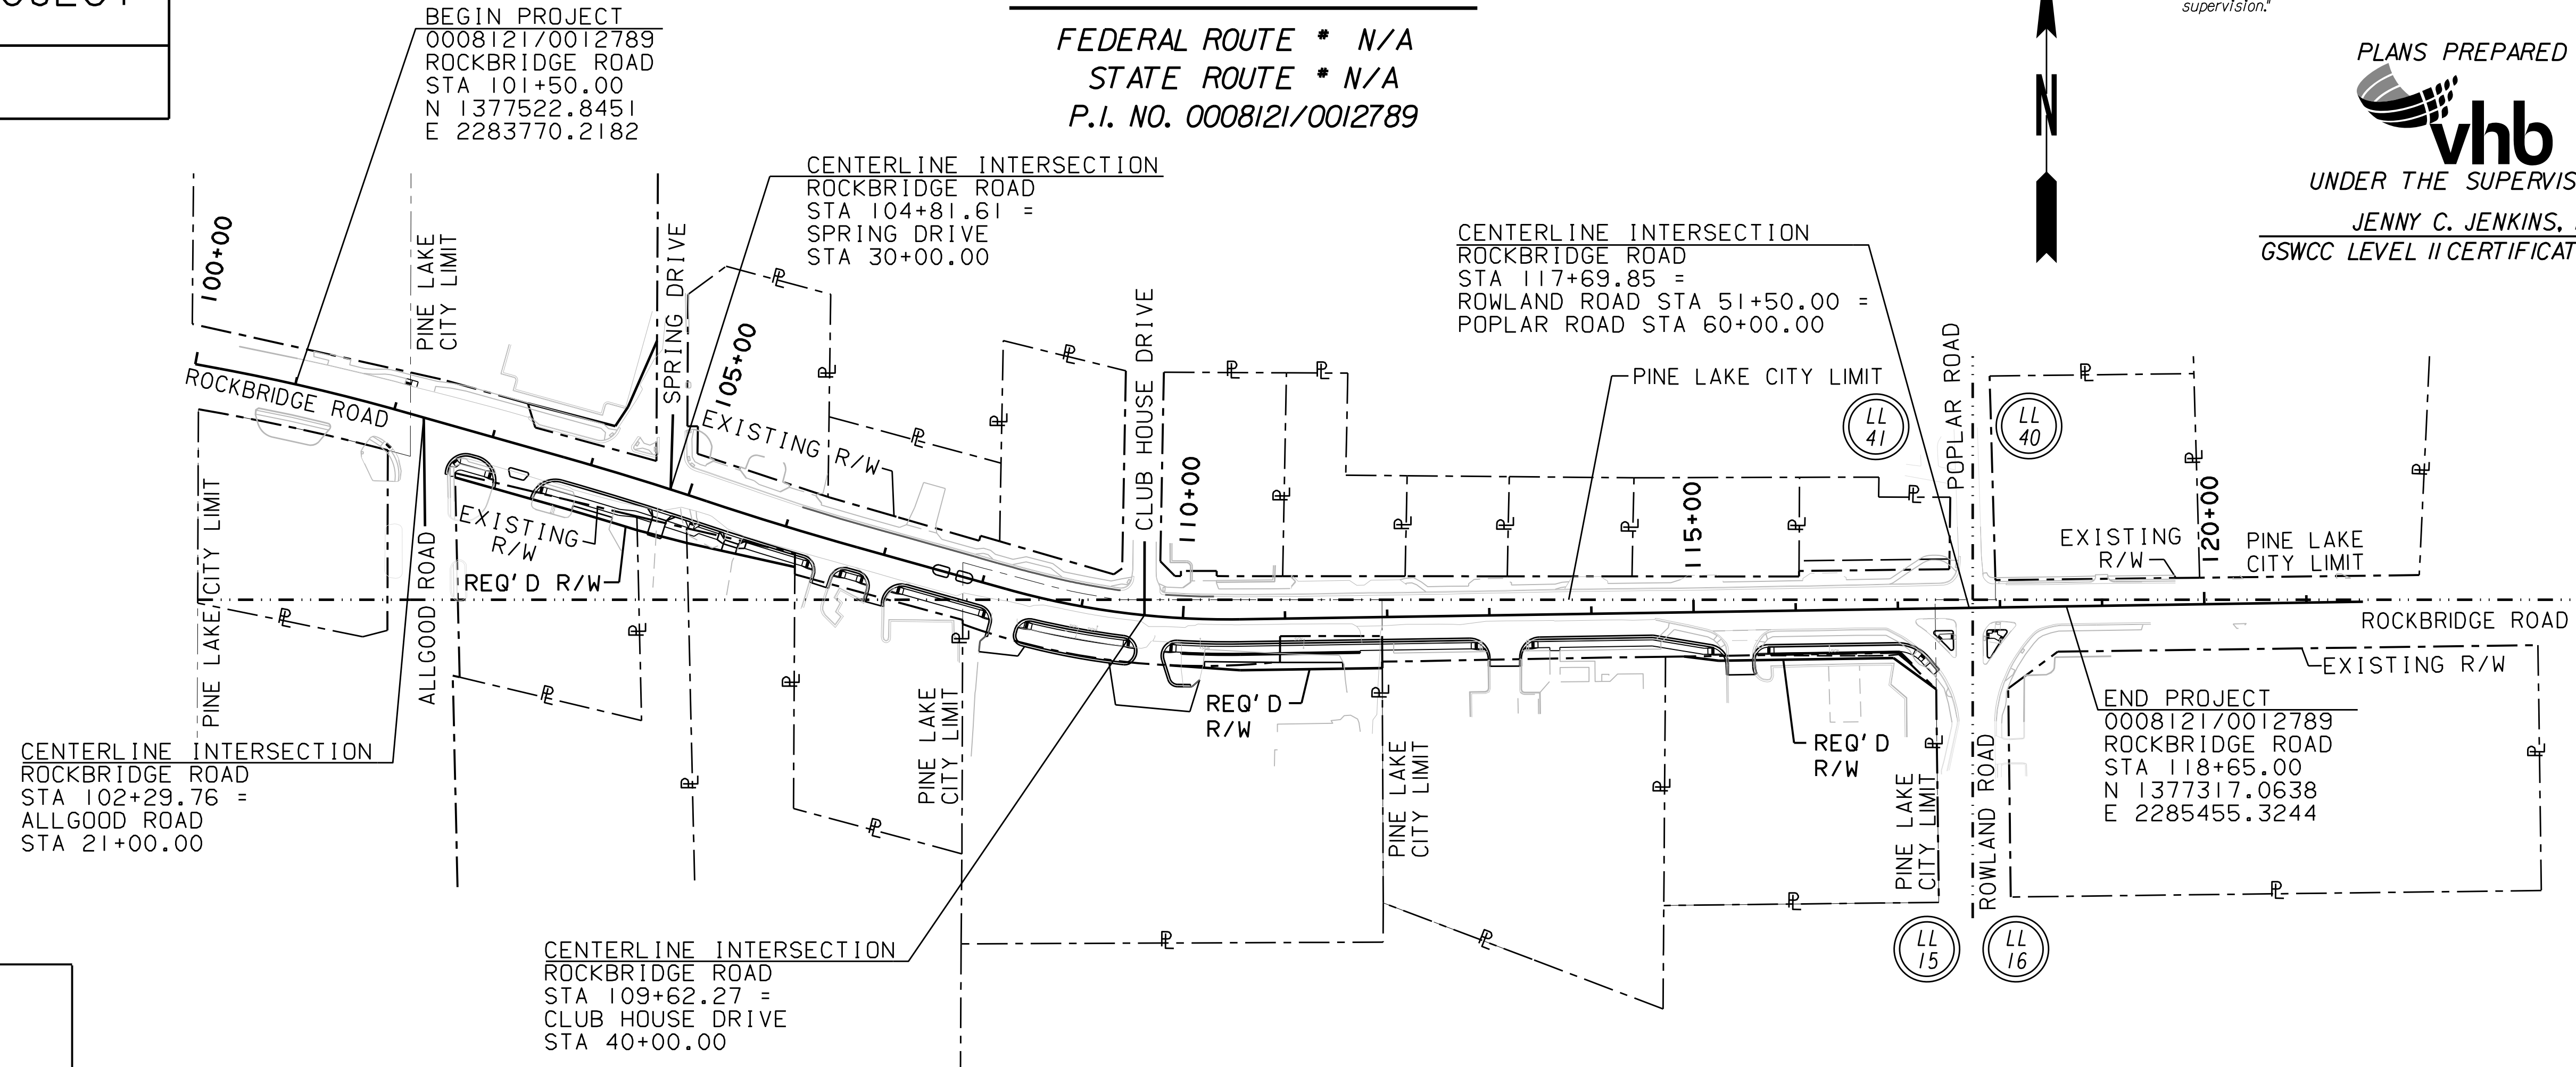 BEGIN PROJECT
0008121/0012789
ROCKBRIDGE ROAD
STA 101+50.00
N 1377522.8451
E 2283770.2182
FEDERAL ROUTE # N/A
STATE ROUTE # N/A
P.I. NO. 0008121/0012789
N
supervision."
PLANS PREPARED
vhb
UNDER THE
JENNY C. JENKINS,
GSWCC LEVEL II
CENTERLINE INTERSECTION
ROCKBRIDGE ROAD
STA 104+81.61 =
SPRING DRIVE
STA 30+00.00
CENTERLINE INTERSECTION
ROCKBRIDGE ROAD
STA 117+69.85 =
ROWLAND ROAD STA 51+50.00 =
POPLAR ROAD STA 60+00.00
100+00
PINE LAKE
CITY LIMIT
SPRING DRIVE
105+00
CLUB HOUSE DRIVE
110+00
PINE LAKE CITY LIMIT
LL
41
POPLAR ROAD
LL
40
115+00
120+00
ROCKBRIDGE ROAD
EXISTING R/W
EXISTING
R/W
PINE LAKE
CITY LIMIT
EXISTING
R/W
REQ'D R/W
PINE LAKE CITY LIMIT
ALLGOOD ROAD
ROCKBRIDGE ROAD
EXISTING R/W
REQ'D
R/W
REQ'D
R/W
PINE LAKE
CITY LIMIT
PINE LAKE
CITY LIMIT
PINE LAKE
CITY LIMIT
ROWLAND ROAD
END PROJECT
0008121/0012789
ROCKBRIDGE ROAD
STA 118+65.00
N 1377317.0638
E 2285455.3244
CENTERLINE INTERSECTION
ROCKBRIDGE ROAD
STA 102+29.76 =
ALLGOOD ROAD
STA 21+00.00
CENTERLINE INTERSECTION
ROCKBRIDGE ROAD
STA 109+62.27 =
CLUB HOUSE DRIVE
STA 40+00.00
LL
15
LL
16